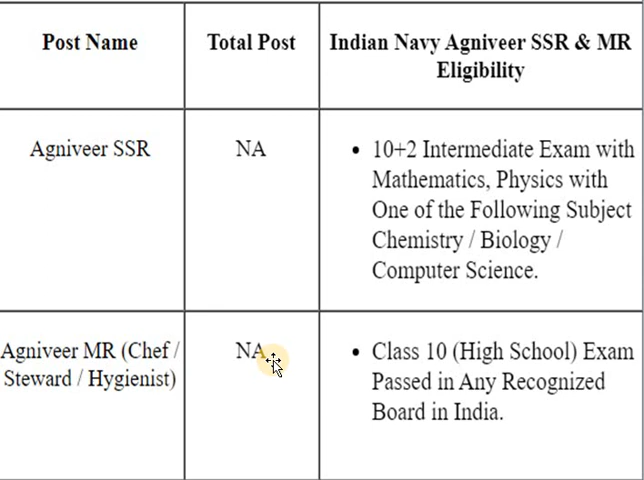 Post Name
Total Post
Indian Navy Agniveer SSR & MR
Eligibility
Agniveer SSR
NA
• 10+2 Intermediate Exam with
Mathematics, Physics with
One of the Following Subject
Chemistry / Biology /
Computer Science.
Agniveer MR (Chef /
Steward / Hygienist)
NA
• Class 10 (High School) Exam
Passed in Any Recognized
Board in India.